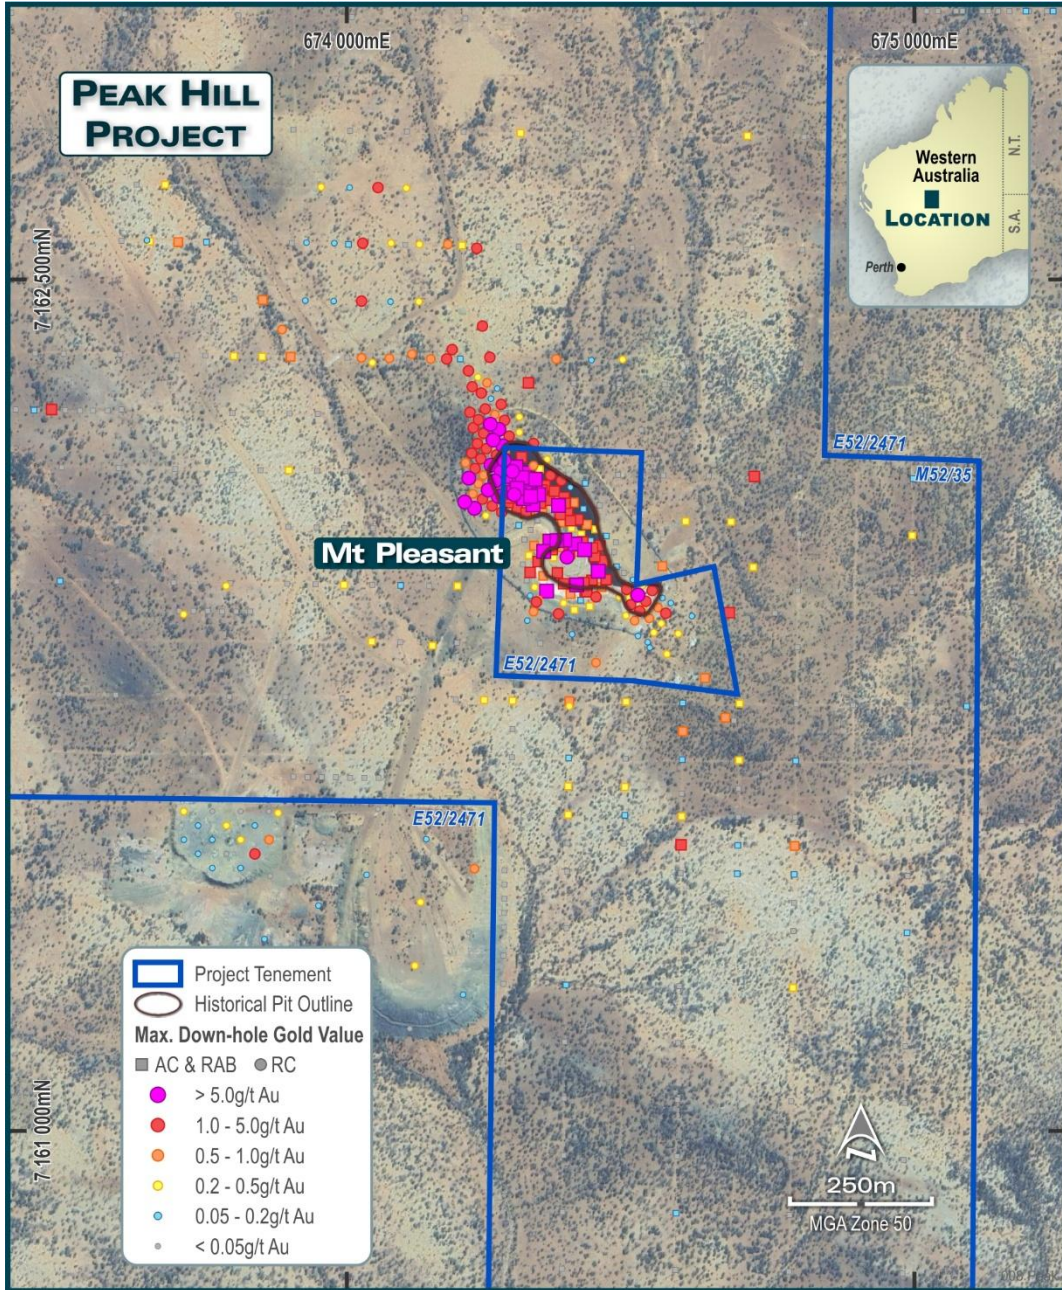 674 000mE
675 000mE
PEAK HILL
PROJECT
Western
Australia
LOCATION
N.T.
S.A.
Perth
7 162 500mN
E52/2471
M52/35
Mt Pleasant
E52/2471
E52/2471
Project Tenement
Historical Pit Outline
Max. Down-hole Gold Value
AC & RAB RC
> 5.0g/t Au
1.0 - 5.0g/t Au
0.5 - 1.0g/t Au
0.2 - 0.5g/t Au
0.05 - 0.2g/t Au
< 0.05g/t Au
7 161 000mN
N
250m
MGA Zone 50